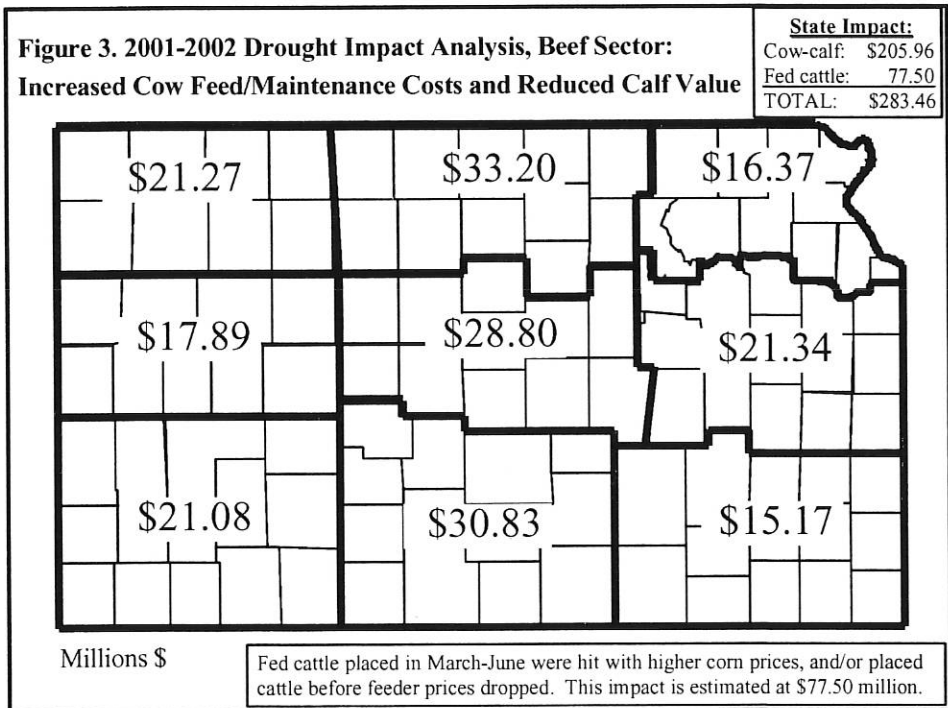 Figure 3. 2001-2002 Drought Impact Analysis, Beef Sector:
Increased Cow Feed/Maintenance Costs and Reduced Calf Value
State Impact:
Cow-calf: $205.96
Fed cattle: 77.50
TOTAL: $283.46
$21.27 $33.20 $16.37
$17.89 $28.80 $21.34
$21.08 $30.83 $15.17
Millions $
Fed cattle placed in March-June were hit with higher corn prices, and/or placed
cattle before feeder prices dropped. This impact is estimated at $77.50 million.